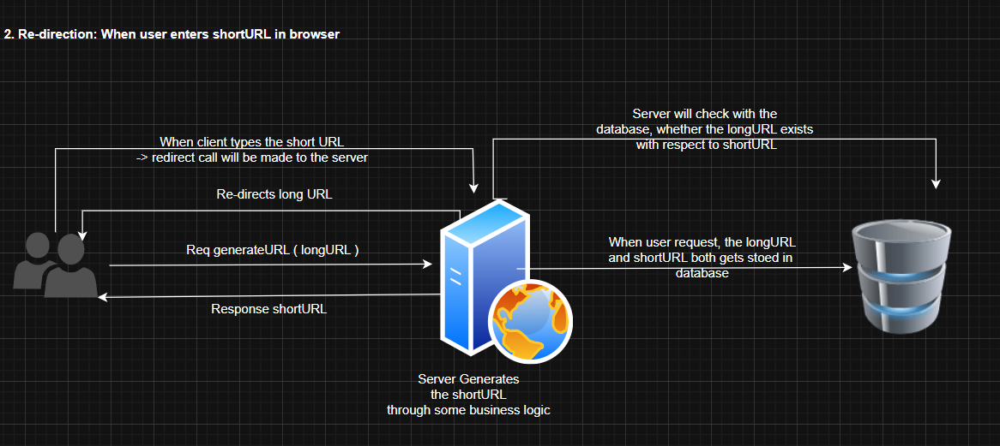 2. Re-direction: When user enters shortURL in browser
When client types the short URL
-> redirect call will be made to the server
Re-directs long URL
Req generateURL ( longURL )
Response shortURL
Server Generates
the shortURL
through some business logic
Server will check with the
database, whether the longURL exists
with respect to shortURL
When user request, the longURL
and shortURL both gets stoed in
database